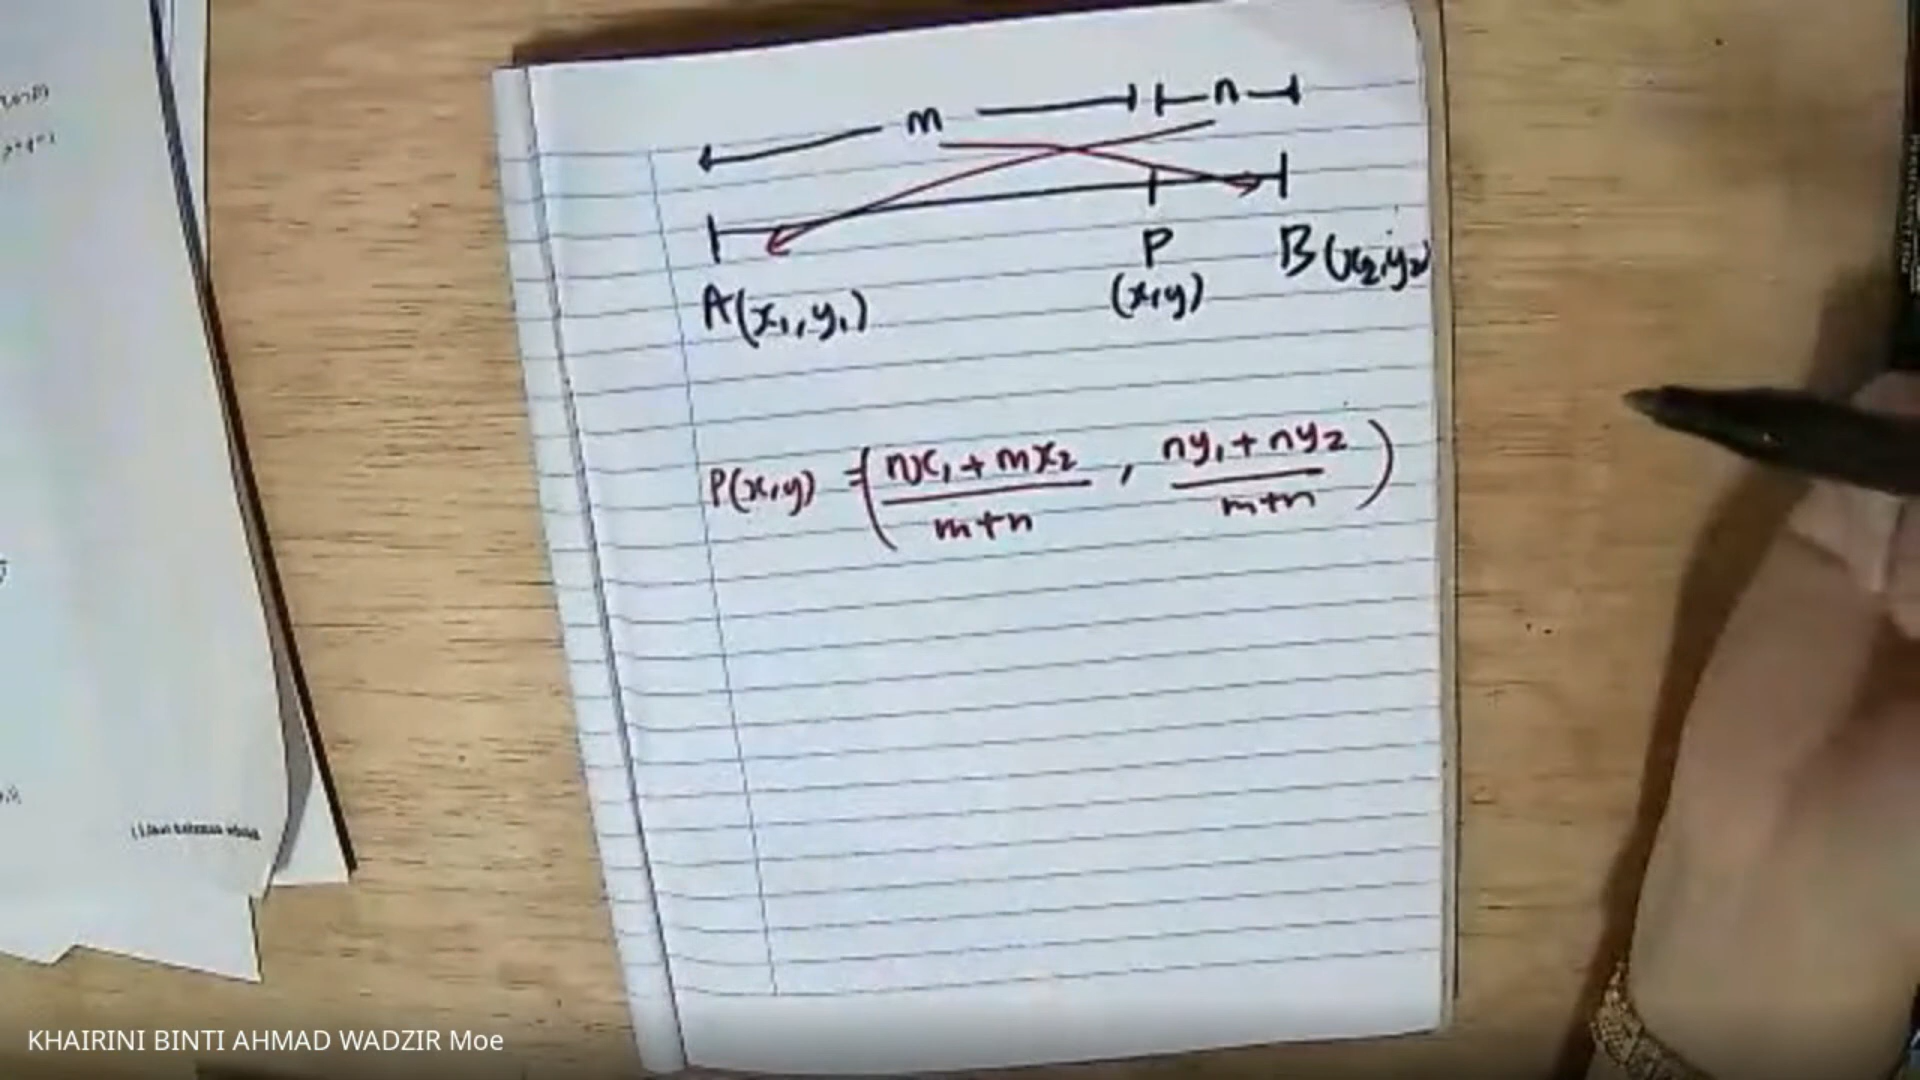 m n
P B(x₂,y₂)
A(x₁,y₁) (x,y)
P(x,y) = (nx₁ + mx₂ / m+n , ny₁ + ny₂ / m+n)
KHAIRINI BINTI AHMAD WADZIR Moe